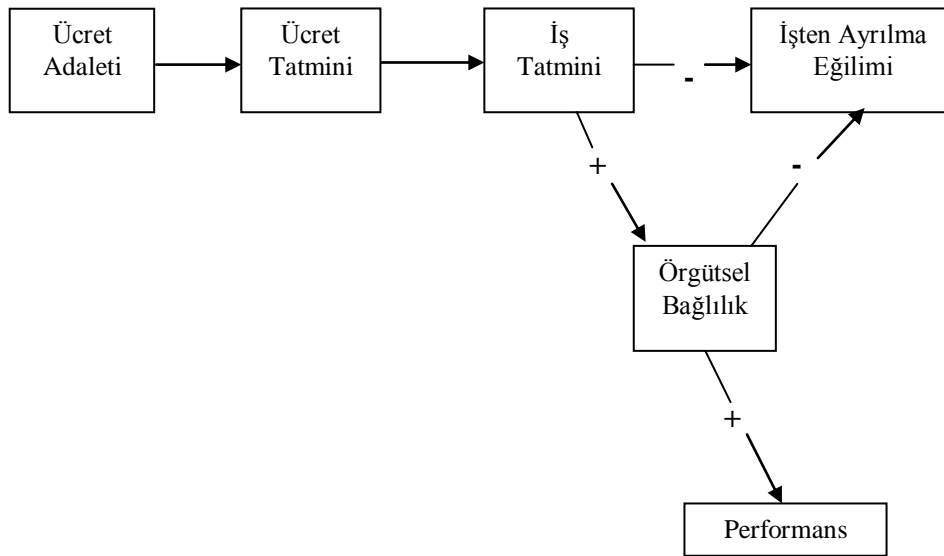 Ücret
Adaleti
Ücret
Tatmini
İş
Tatmini
-
İşten Ayrılma
Eğilimi
+
-
Örgütsel
Bağlılık
+
Performans